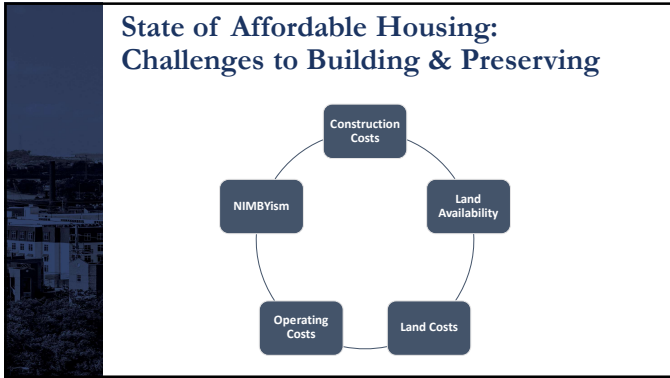 State of Affordable Housing:
Challenges to Building & Preserving
Construction
Costs
Land
Availability
Land Costs
Operating
Costs
NIMBYism